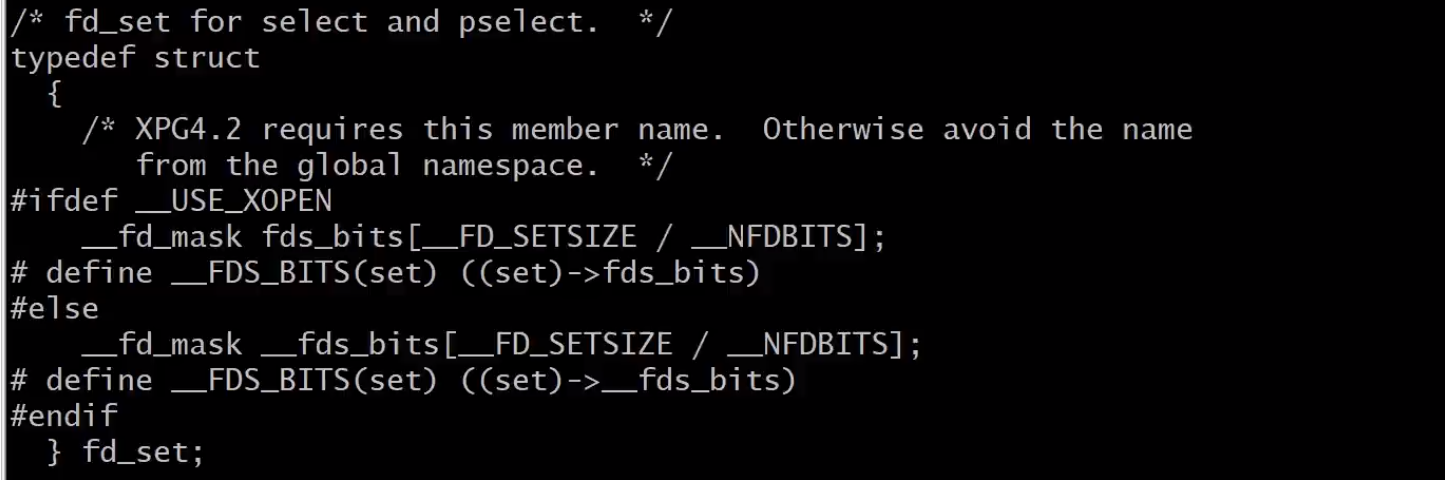 /* fd_set for select and pselect.  */
typedef struct
  {
    /* XPG4.2 requires this member name.  Otherwise avoid the name
       from the global namespace.  */
#ifdef __USE_XOPEN
    __fd_mask fds_bits[__FD_SETSIZE / __NFDBITS];
# define __FDS_BITS(set) ((set)->fds_bits)
#else
    __fd_mask __fds_bits[__FD_SETSIZE / __NFDBITS];
# define __FDS_BITS(set) ((set)->__fds_bits)
#endif
  } fd_set;